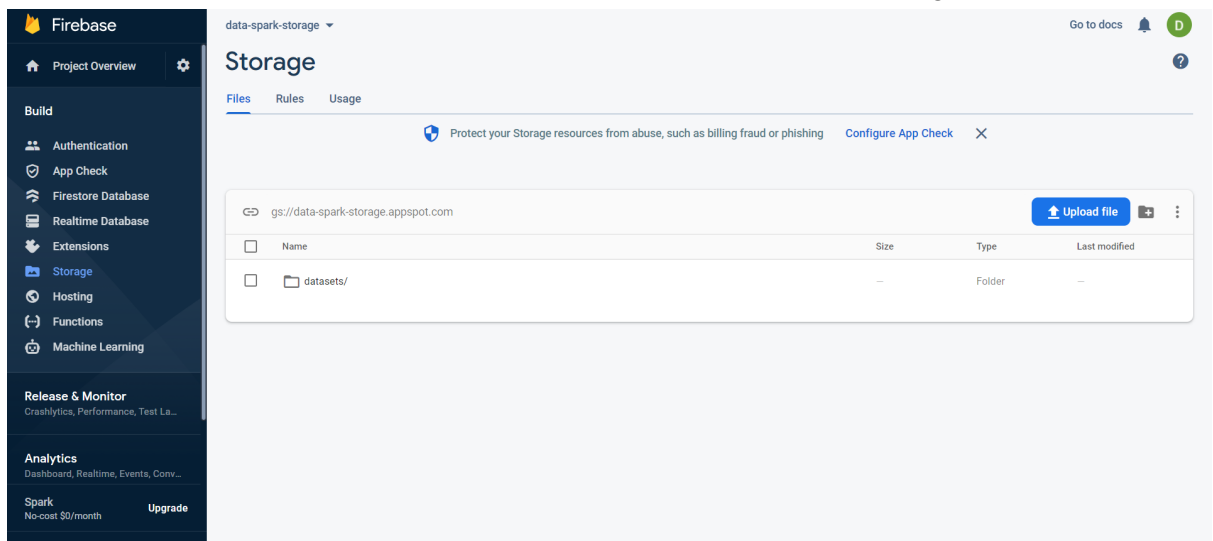 Firebase
Project Overview
Build
Authentication
App Check
Firestore Database
Realtime Database
Extensions
Storage
Hosting
Functions
Machine Learning
Release & Monitor
Crashlytics, Performance, Test La...
Analytics
Dashboard, Realtime, Events, Conv...
Spark
No-cost $0/month
Upgrade
data-spark-storage
Go to docs
D
Storage
?
Files Rules Usage
Protect your Storage resources from abuse, such as billing fraud or phishing Configure App Check
gs://data-spark-storage.appspot.com
Upload file
Name Size Type Last modified
datasets/ — Folder —